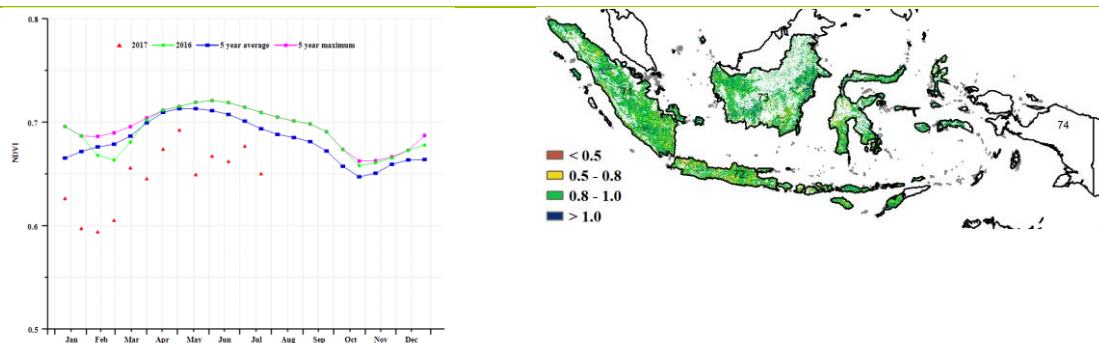 0.8
2017 2016 5 year average 5 year maximum
0.7
NDVI
0.6
0.5
Jan Feb Mar Apr May Jun Jul Aug Sep Oct Nov Dec
74
73
74
72
< 0.5
0.5 - 0.8
0.8 - 1.0
> 1.0